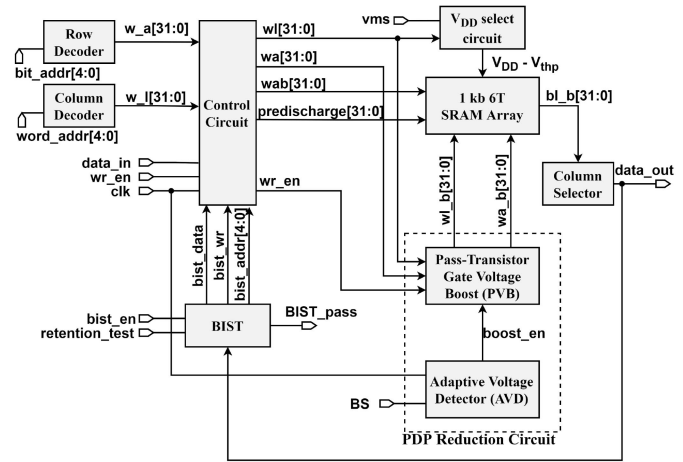 Row
Decoder
bit_addr[4:0]
w_a[31:0]
Column
Decoder
word_addr[4:0]
w_l[31:0]
data_in
wr_en
clk
Control
Circuit
wl[31:0]
wa[31:0]
wab[31:0]
predischarge[31:0]
wr_en
vms
VDD select
circuit
VDD - Vthp
1 kb 6T
SRAM Array
bl_b[31:0]
Column
Selector
data_out
wl_b[31:0]
wa_b[31:0]
bist_data
bist_wr
bist_addr[4:0]
bist_en
retention_test
BIST
BIST_pass
Pass-Transistor
Gate Voltage
Boost (PVB)
boost_en
Adaptive Voltage
Detector (AVD)
BS
PDP Reduction Circuit